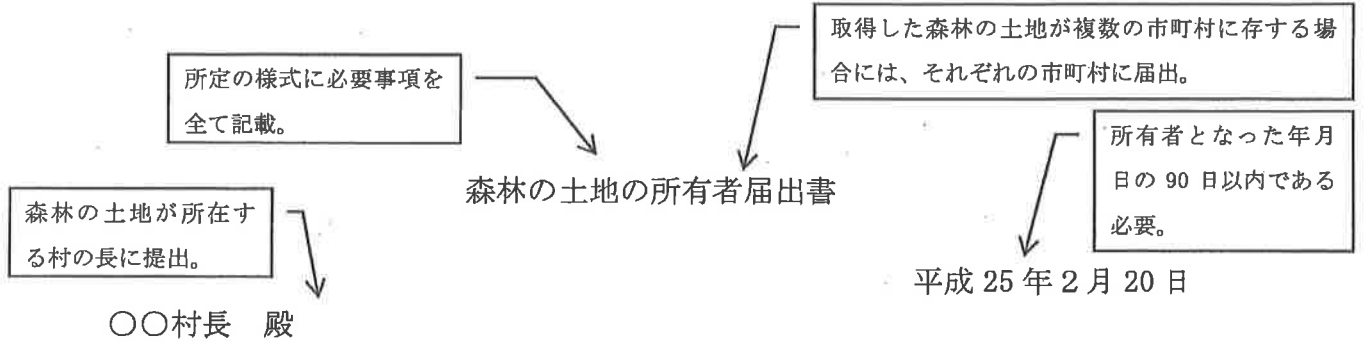 取得した森林の土地が複数の市町村に存する場
合には、それぞれの市町村に届出。
所定の様式に必要事項を
全て記載。
所有者となった年月
日の 90 日以内である
必要。
森林の土地の所有者届出書
森林の土地が所在す
る村の長に提出。
平成 25 年 2 月 20 日
〇〇村長　殿